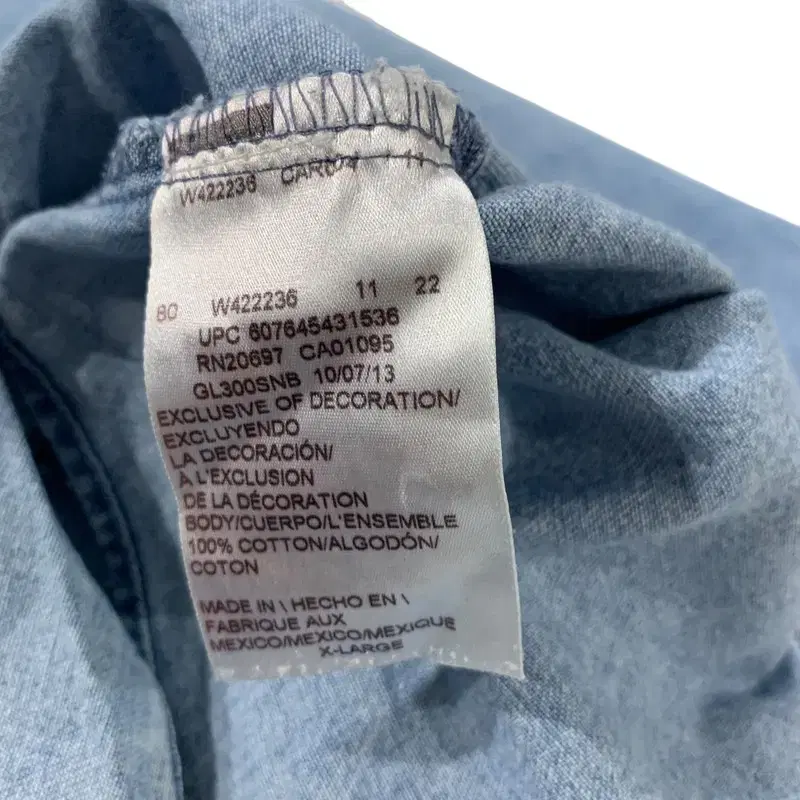 W422236
80 W422236 11 22
UPC 607645431536
RN20697 CA01095
GL300SNB 10/07/13
EXCLUSIVE OF DECORATION/
EXCLUYENDO
LA DECORACIÓN/
À L'EXCLUSION
DE LA DÉCORATION
BODY/CUERPO/L'ENSEMBLE
100% COTTON/ALGODÓN/
COTON
MADE IN \ HECHO EN \
FABRIQUE AUX
MEXICO/MEXICO/MEXIQUE
X-LARGE